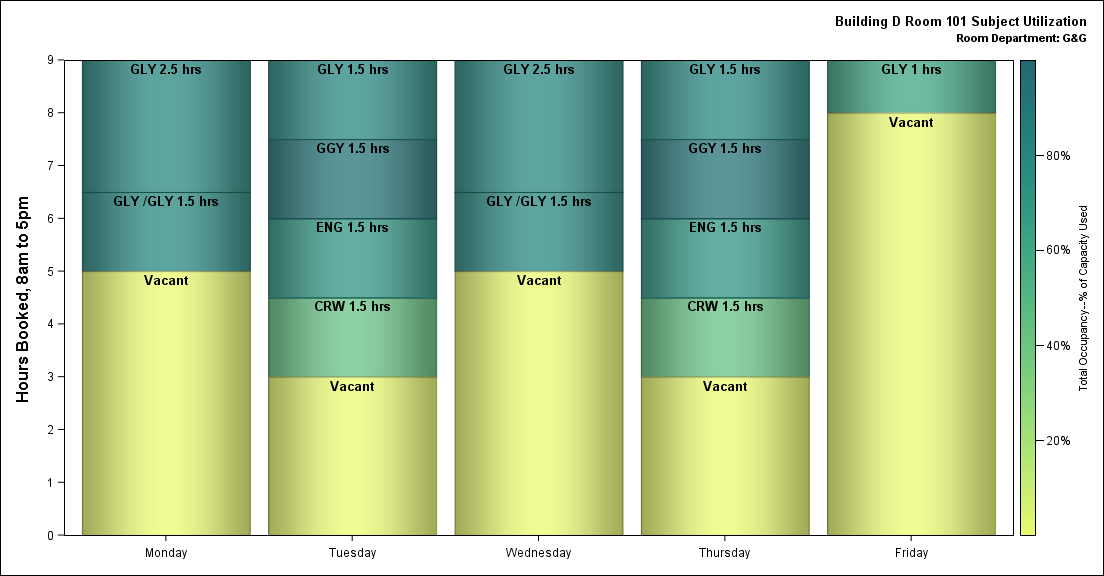 Building D Room 101 Subject Utilization
Room Department: G&G
Hours Booked, 8am to 5pm
9
8
7
6
5
4
3
2
1
0
GLY 2.5 hrs
GLY /GLY 1.5 hrs
Vacant
GLY 1.5 hrs
GGY 1.5 hrs
ENG 1.5 hrs
CRW 1.5 hrs
Vacant
GLY 2.5 hrs
GLY /GLY 1.5 hrs
Vacant
GLY 1.5 hrs
GGY 1.5 hrs
ENG 1.5 hrs
CRW 1.5 hrs
Vacant
GLY 1 hrs
Vacant
Monday
Tuesday
Wednesday
Thursday
Friday
80%
60%
40%
20%
Total Occupancy--% of Capacity Used